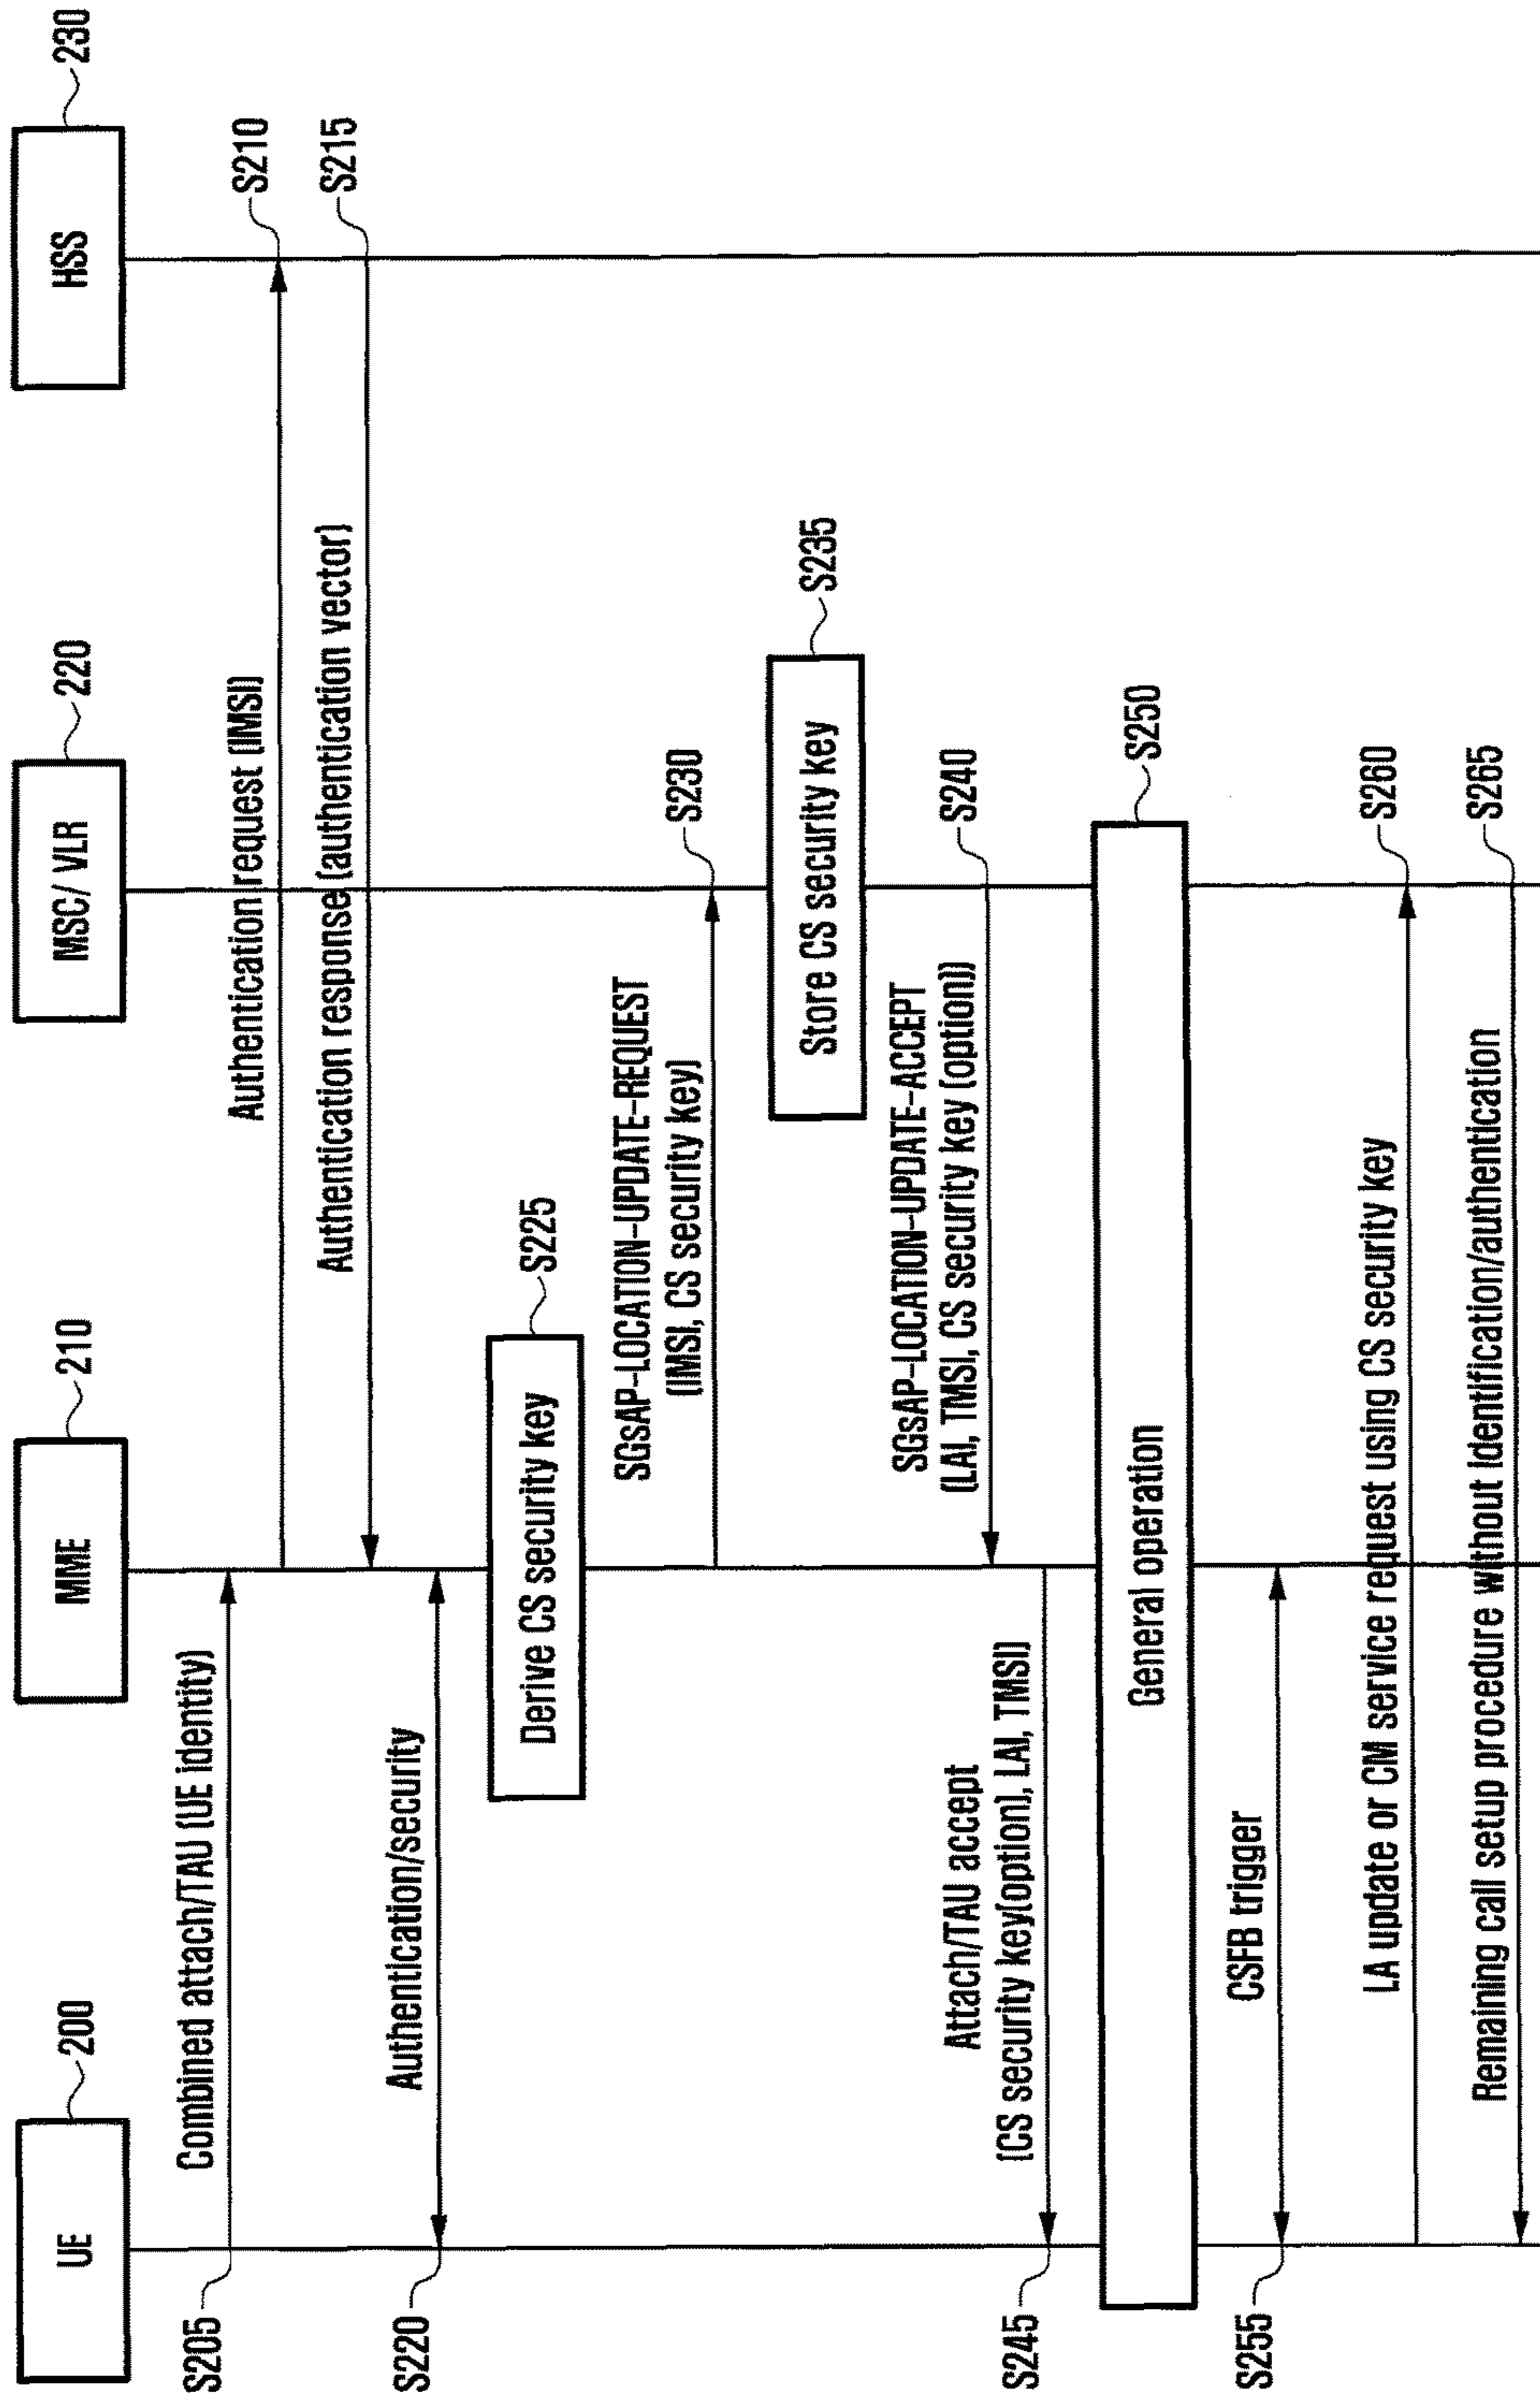 UE
200
MME
210
MSC/ VLR
220
HSS
230
S205
Combined attach/TAU (UE identity)
Authentication request (IMSI)
S210
Authentication response (authentication vector)
S215
S220
Authentication/security
Derive CS security key
S225
SGsAP-LOCATION-UPDATE-REQUEST
(IMSI, CS security key)
S230
Store CS security key
S235
SGsAP-LOCATION-UPDATE-ACCEPT
(LAI, TMSI, CS security key (option))
S240
S245
Attach/TAU accept
(CS security key(option), LAI, TMSI)
General operation
S250
S255
CSFB trigger
LA update or CM service request using CS security key
S260
Remaining call setup procedure without identification/authentication
S265